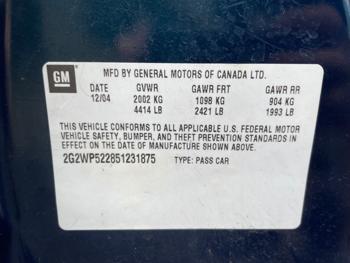 GM
MFD BY GENERAL MOTORS OF CANADA LTD.
DATE GVWR GAWR FRT GAWR RR
12/04 2002 KG 1098 KG 904 KG
4414 LB 2421 LB 1993 LB
THIS VEHICLE CONFORMS TO ALL APPLICABLE U.S. FEDERAL MOTOR
VEHICLE SAFETY, BUMPER, AND THEFT PREVENTION STANDARDS IN
EFFECT ON THE DATE OF MANUFACTURE SHOWN ABOVE.
2G2WP522851231875 TYPE: PASS CAR